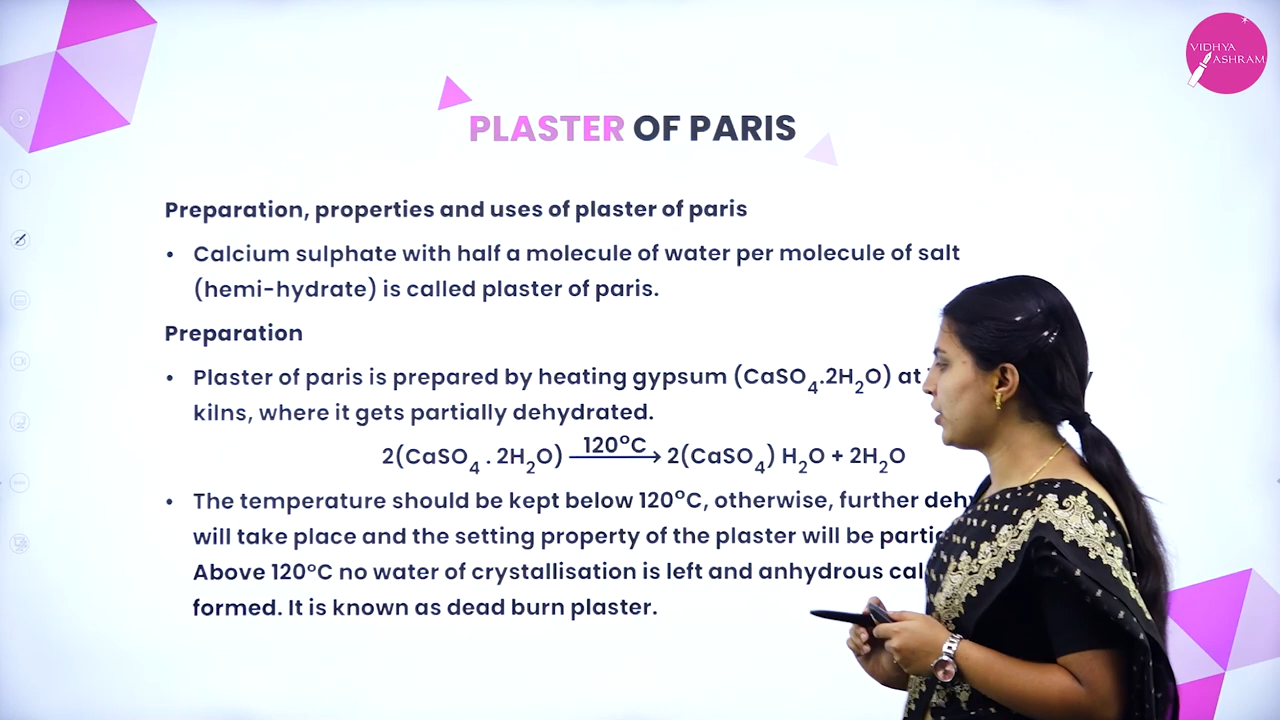 VIDHYA
ASHRAM
PLASTER OF PARIS
Preparation, properties and uses of plaster of paris
• Calcium sulphate with half a molecule of water per molecule of salt
(hemi-hydrate) is called plaster of paris.
Preparation
• Plaster of paris is prepared by heating gypsum (CaSO₄.2H₂O) at
kilns, where it gets partially dehydrated.
2(CaSO₄ . 2H₂O) 120°C→ 2(CaSO₄) H₂O + 2H₂O
• The temperature should be kept below 120°C, otherwise, further
will take place and the setting property of the plaster will be
Above 120°C no water of crystallisation is left and anhydrous
formed. It is known as dead burn plaster.